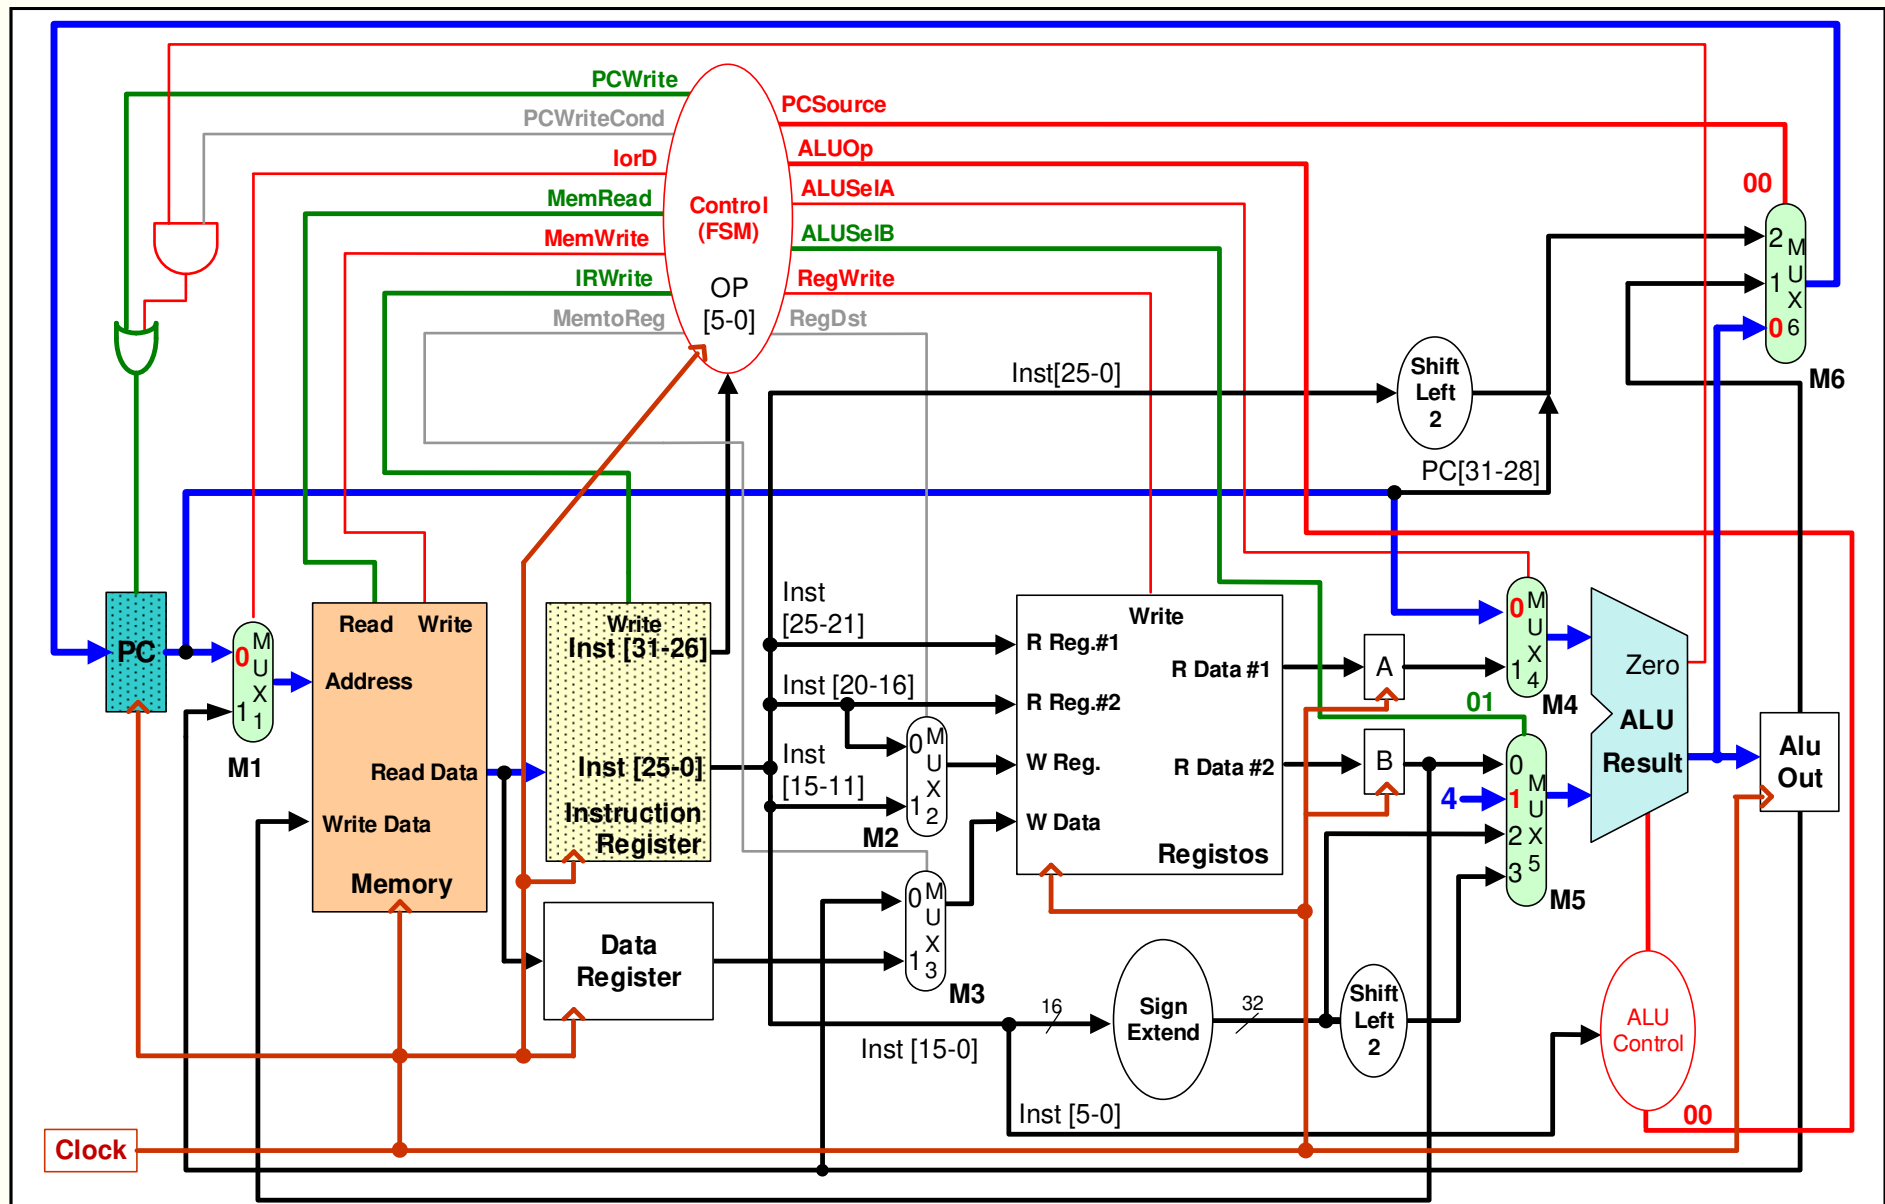 PCWrite
PCWriteCond
IorD
MemRead
MemWrite
IRWrite
MemtoReg
PCSource
ALUOp
ALUSelA
ALUSelB
RegWrite
RegDst
Control
(FSM)
OP
[5-0]
00
2
1
0
M
U
X
6
M6
Inst[25-0]
Shift
Left
2
PC[31-28]
PC
0
1
M
U
X
1
M1
Read Write
Address
Read Data
Write Data
Memory
Write
Inst [31-26]
Inst [25-0]
Instruction
Register
Data
Register
Inst
[25-21]
Inst [20-16]
Inst
[15-11]
0
1
M
U
X
2
M2
0
1
M
U
X
3
M3
Write
R Reg.#1
R Reg.#2
W Reg.
W Data
R Data #1
R Data #2
Registos
A
B
0
1
M
U
X
4
M4
01
4
0
1
2
3
M
U
X
5
M5
Zero
ALU
Result
Alu
Out
Inst [15-0]
16
Sign
Extend
32
Shift
Left
2
ALU
Control
Inst [5-0]
00
Clock